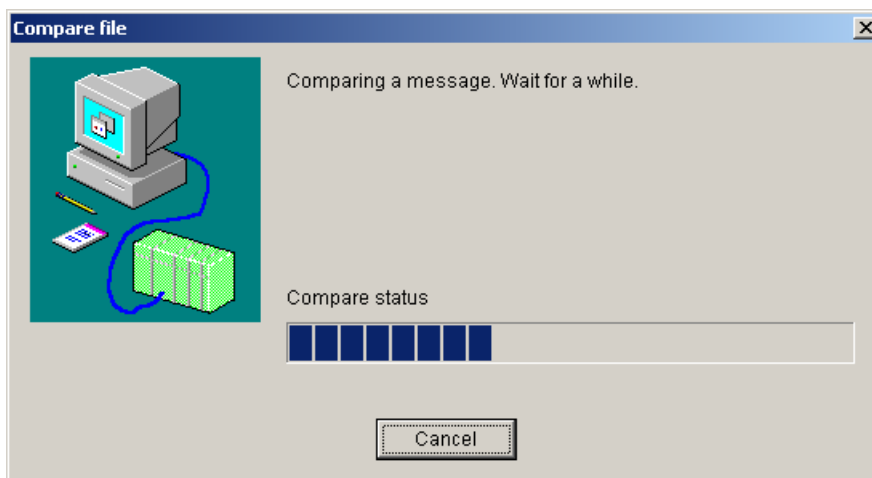 Compare file
Comparing a message. Wait for a while.
Compare status
Cancel